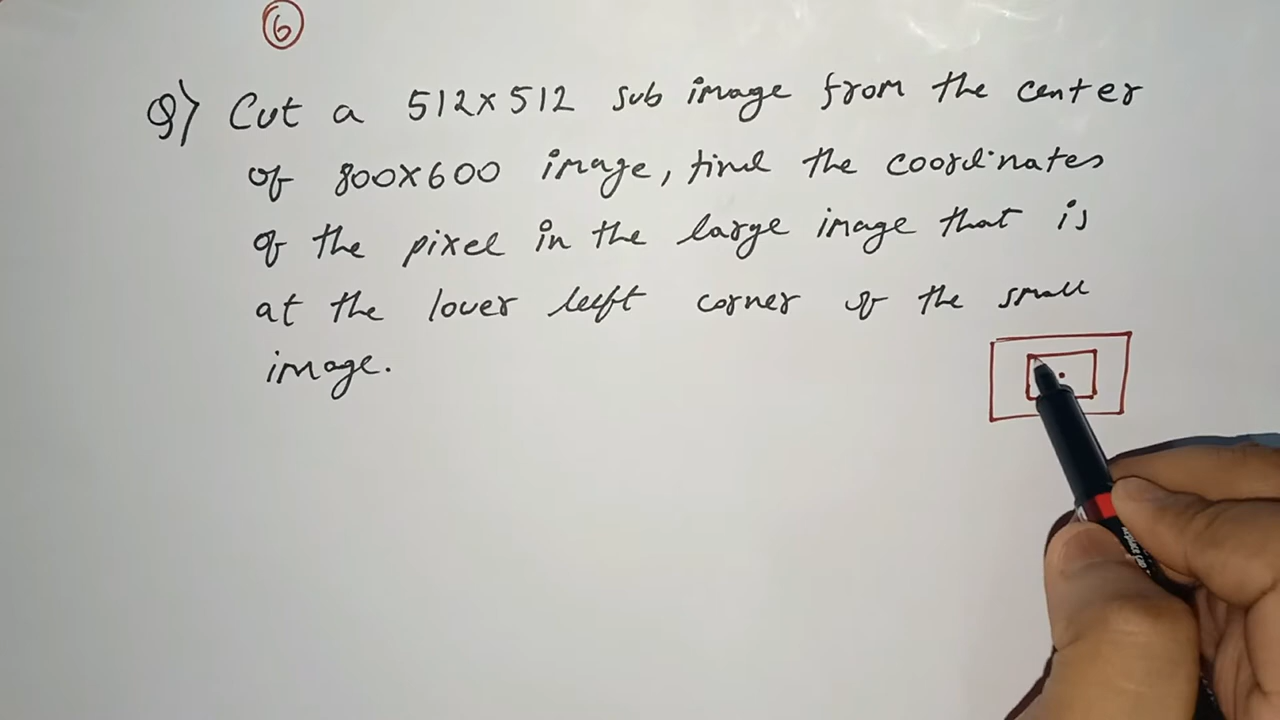 6
Q) Cut a 512x512 sub image from the center
of 800x600 image, find the coordinates
of the pixel in the large image that is
at the lower left corner of the small
image.